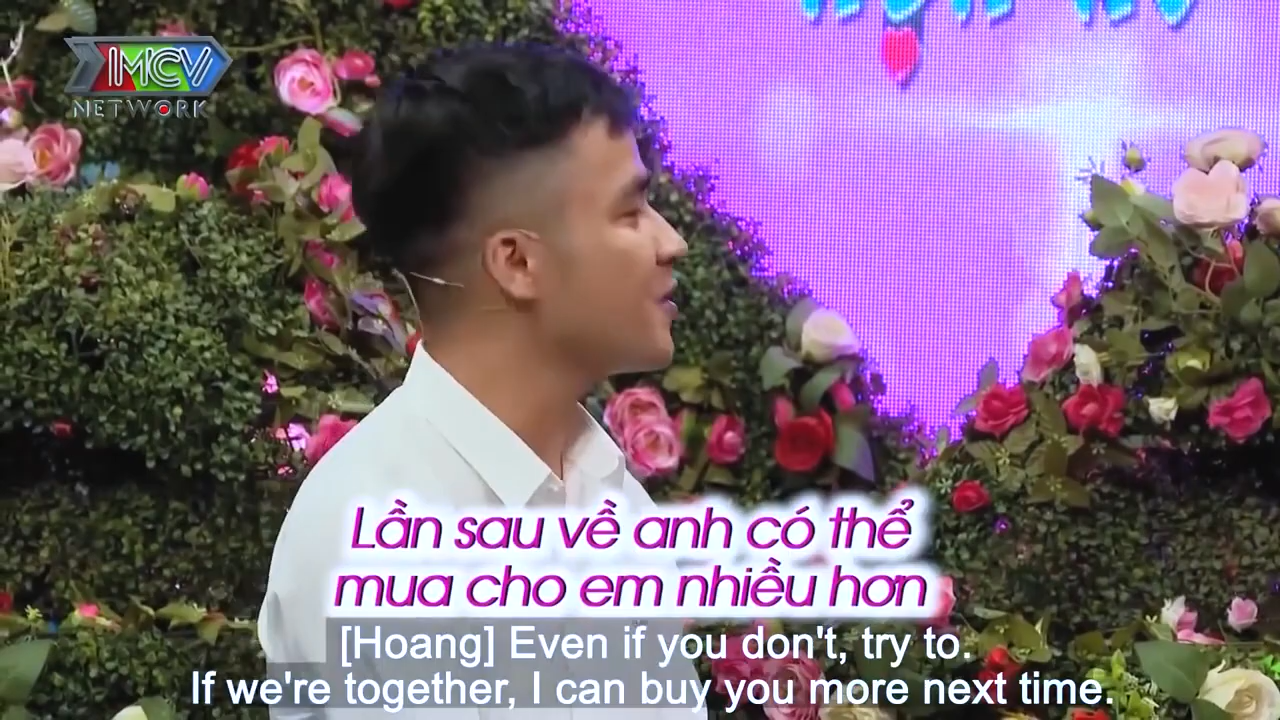 MCV
NETWORK
Lần sau về anh có thể
mua cho em nhiều hơn
[Hoang] Even if you don't, try to.
If we're together, I can buy you more next time.